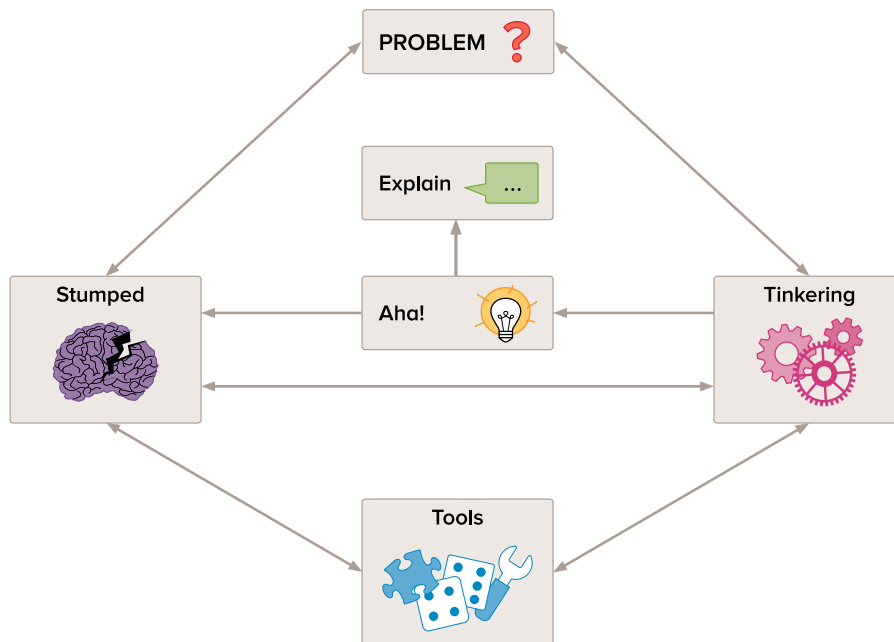 PROBLEM ?
Explain ...
Stumped
Aha!
Tinkering
Tools